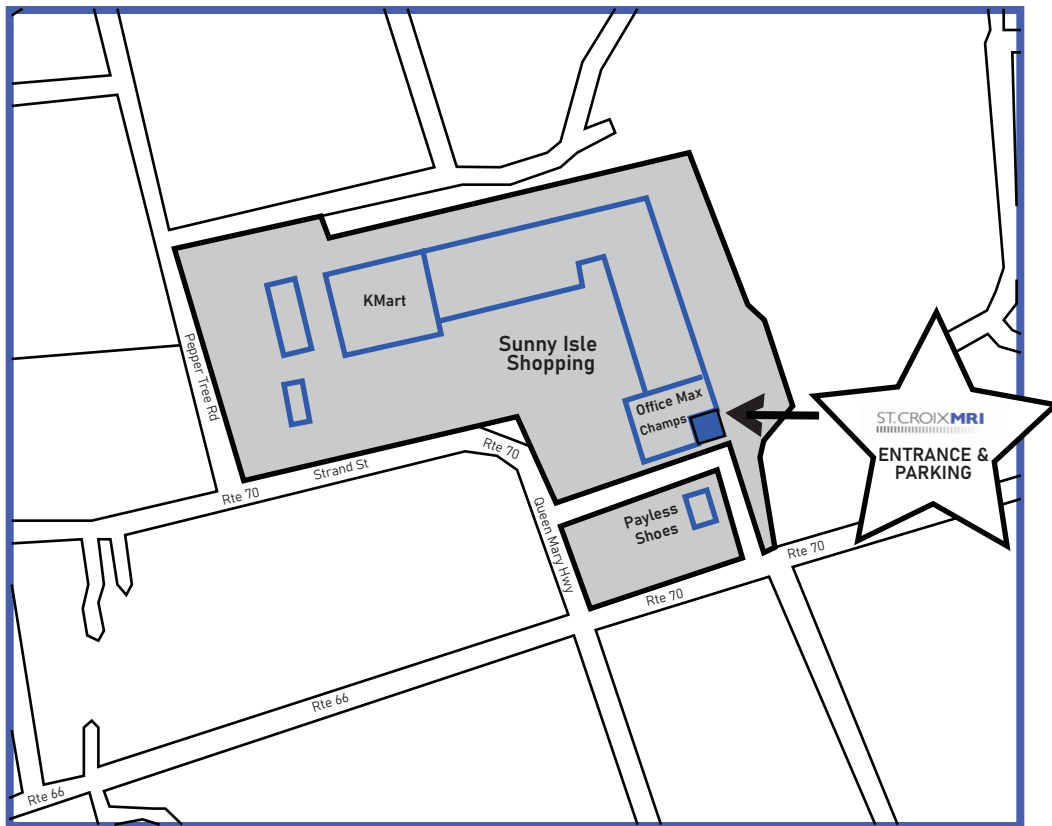 KMart
Sunny Isle
Shopping
Pepper Tree Rd
Office Max
Champs
ST.CROIXMRI
ENTRANCE &
PARKING
Rte 70
Strand St
Rte 70
Queen Mary Hwy
Payless
Shoes
Rte 70
Rte 70
Rte 66
Rte 66